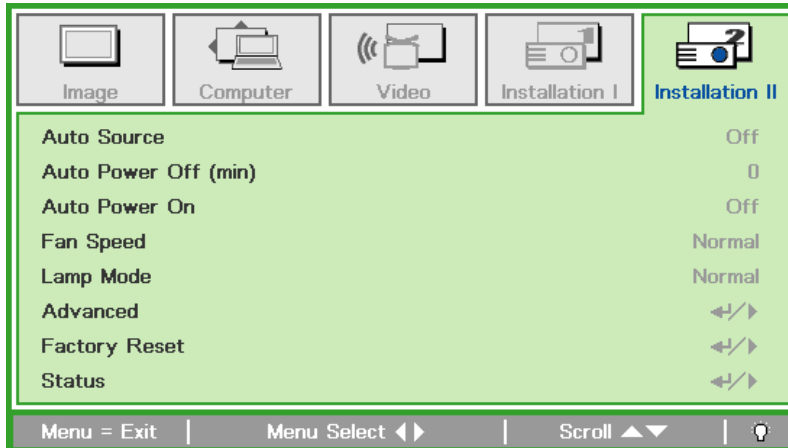 Image Computer Video Installation I Installation II
Auto Source Off
Auto Power Off (min) 0
Auto Power On Off
Fan Speed Normal
Lamp Mode Normal
Advanced
Factory Reset
Status
Menu = Exit Menu Select Scroll